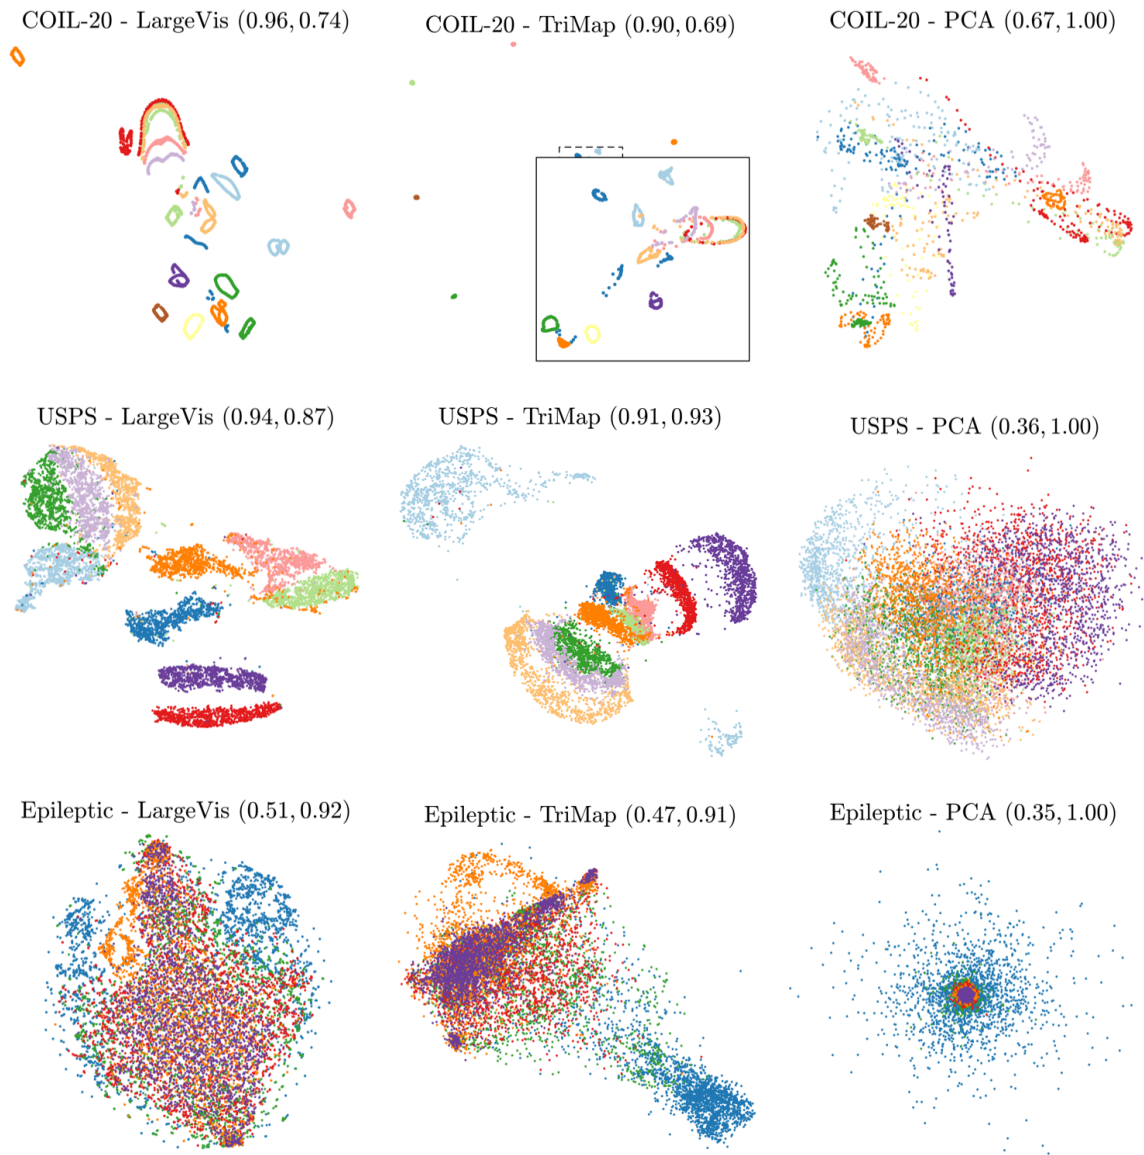 COIL-20 - LargeVis (0.96, 0.74)
COIL-20 - TriMap (0.90, 0.69)
COIL-20 - PCA (0.67, 1.00)
USPS - LargeVis (0.94, 0.87)
USPS - TriMap (0.91, 0.93)
USPS - PCA (0.36, 1.00)
Epileptic - LargeVis (0.51, 0.92)
Epileptic - TriMap (0.47, 0.91)
Epileptic - PCA (0.35, 1.00)